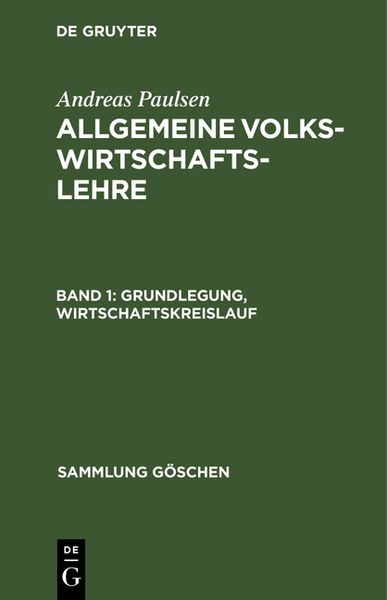 DE GRUYTER
Andreas Paulsen
ALLGEMEINE VOLKS-
WIRTSCHAFTS-
LEHRE
BAND 1: GRUNDLEGUNG,
WIRTSCHAFTSKREISLAUF
SAMMLUNG GÖSCHEN
DE
G